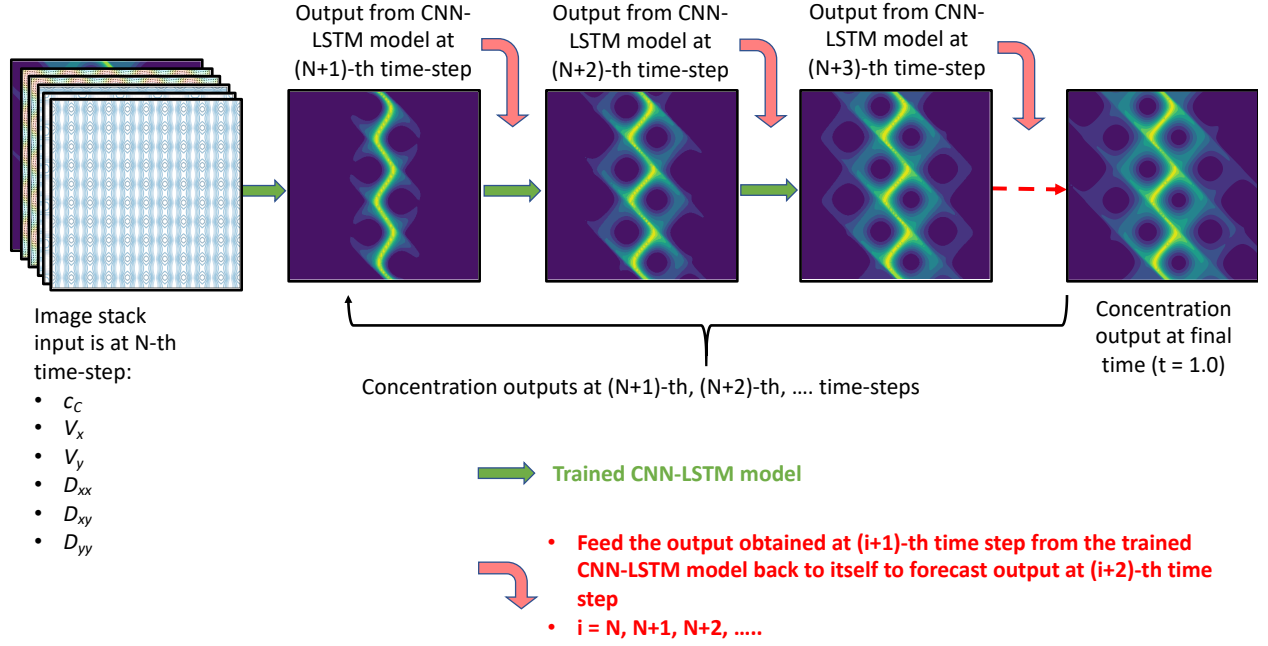 Output from CNN-
LSTM model at
(N+1)-th time-step
Output from CNN-
LSTM model at
(N+2)-th time-step
Output from CNN-
LSTM model at
(N+3)-th time-step
Image stack
input is at N-th
time-step:
• c_C
• V_x
• V_y
• D_xx
• D_xy
• D_yy
Concentration
output at final
time (t = 1.0)
Concentration outputs at (N+1)-th, (N+2)-th, .... time-steps
Trained CNN-LSTM model
• Feed the output obtained at (i+1)-th time step from the trained
CNN-LSTM model back to itself to forecast output at (i+2)-th time
step
• i = N, N+1, N+2, .....